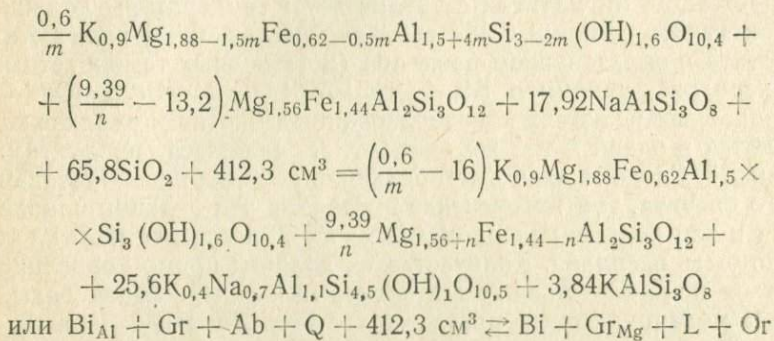 0,6/m K₀,₉Mg₁,₈₈₋₁,₅ₘFe₀,₆₂₋₀,₅ₘAl₁,₅₊₄ₘSi₃₋₂ₘ (OH)₁,₆ O₁₀,₄ +
+ (9,39/n − 13,2) Mg₁,₅₆Fe₁,₄₄Al₂Si₃O₁₂ + 17,92NaAlSi₃O₈ +
+ 65,8SiO₂ + 412,3 см³ = (0,6/m − 16) K₀,₉Mg₁,₈₈Fe₀,₆₂Al₁,₅×
×Si₃ (OH)₁,₆ O₁₀,₄ + 9,39/n Mg₁,₅₆₊ₙFe₁,₄₄₋ₙAl₂Si₃O₁₂ +
+ 25,6K₀,₄Na₀,₇Al₁,₁Si₄,₅ (OH)₁O₁₀,₅ + 3,84KAlSi₃O₈
или Bi_Al + Gr + Ab + Q + 412,3 см³ ⇄ Bi + Gr_Mg + L + Or